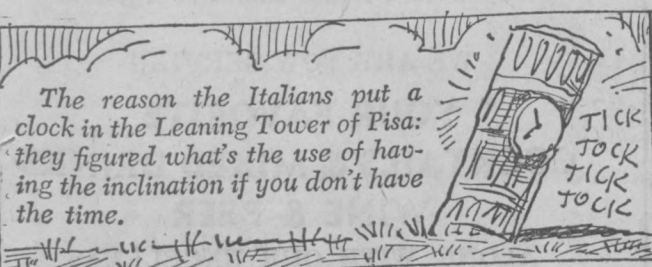 The reason the Italians put a
clock in the Leaning Tower of Pisa:
they figured what's the use of hav-
ing the inclination if you don't have
the time.
TICK
TOCK
TICK
TOCK